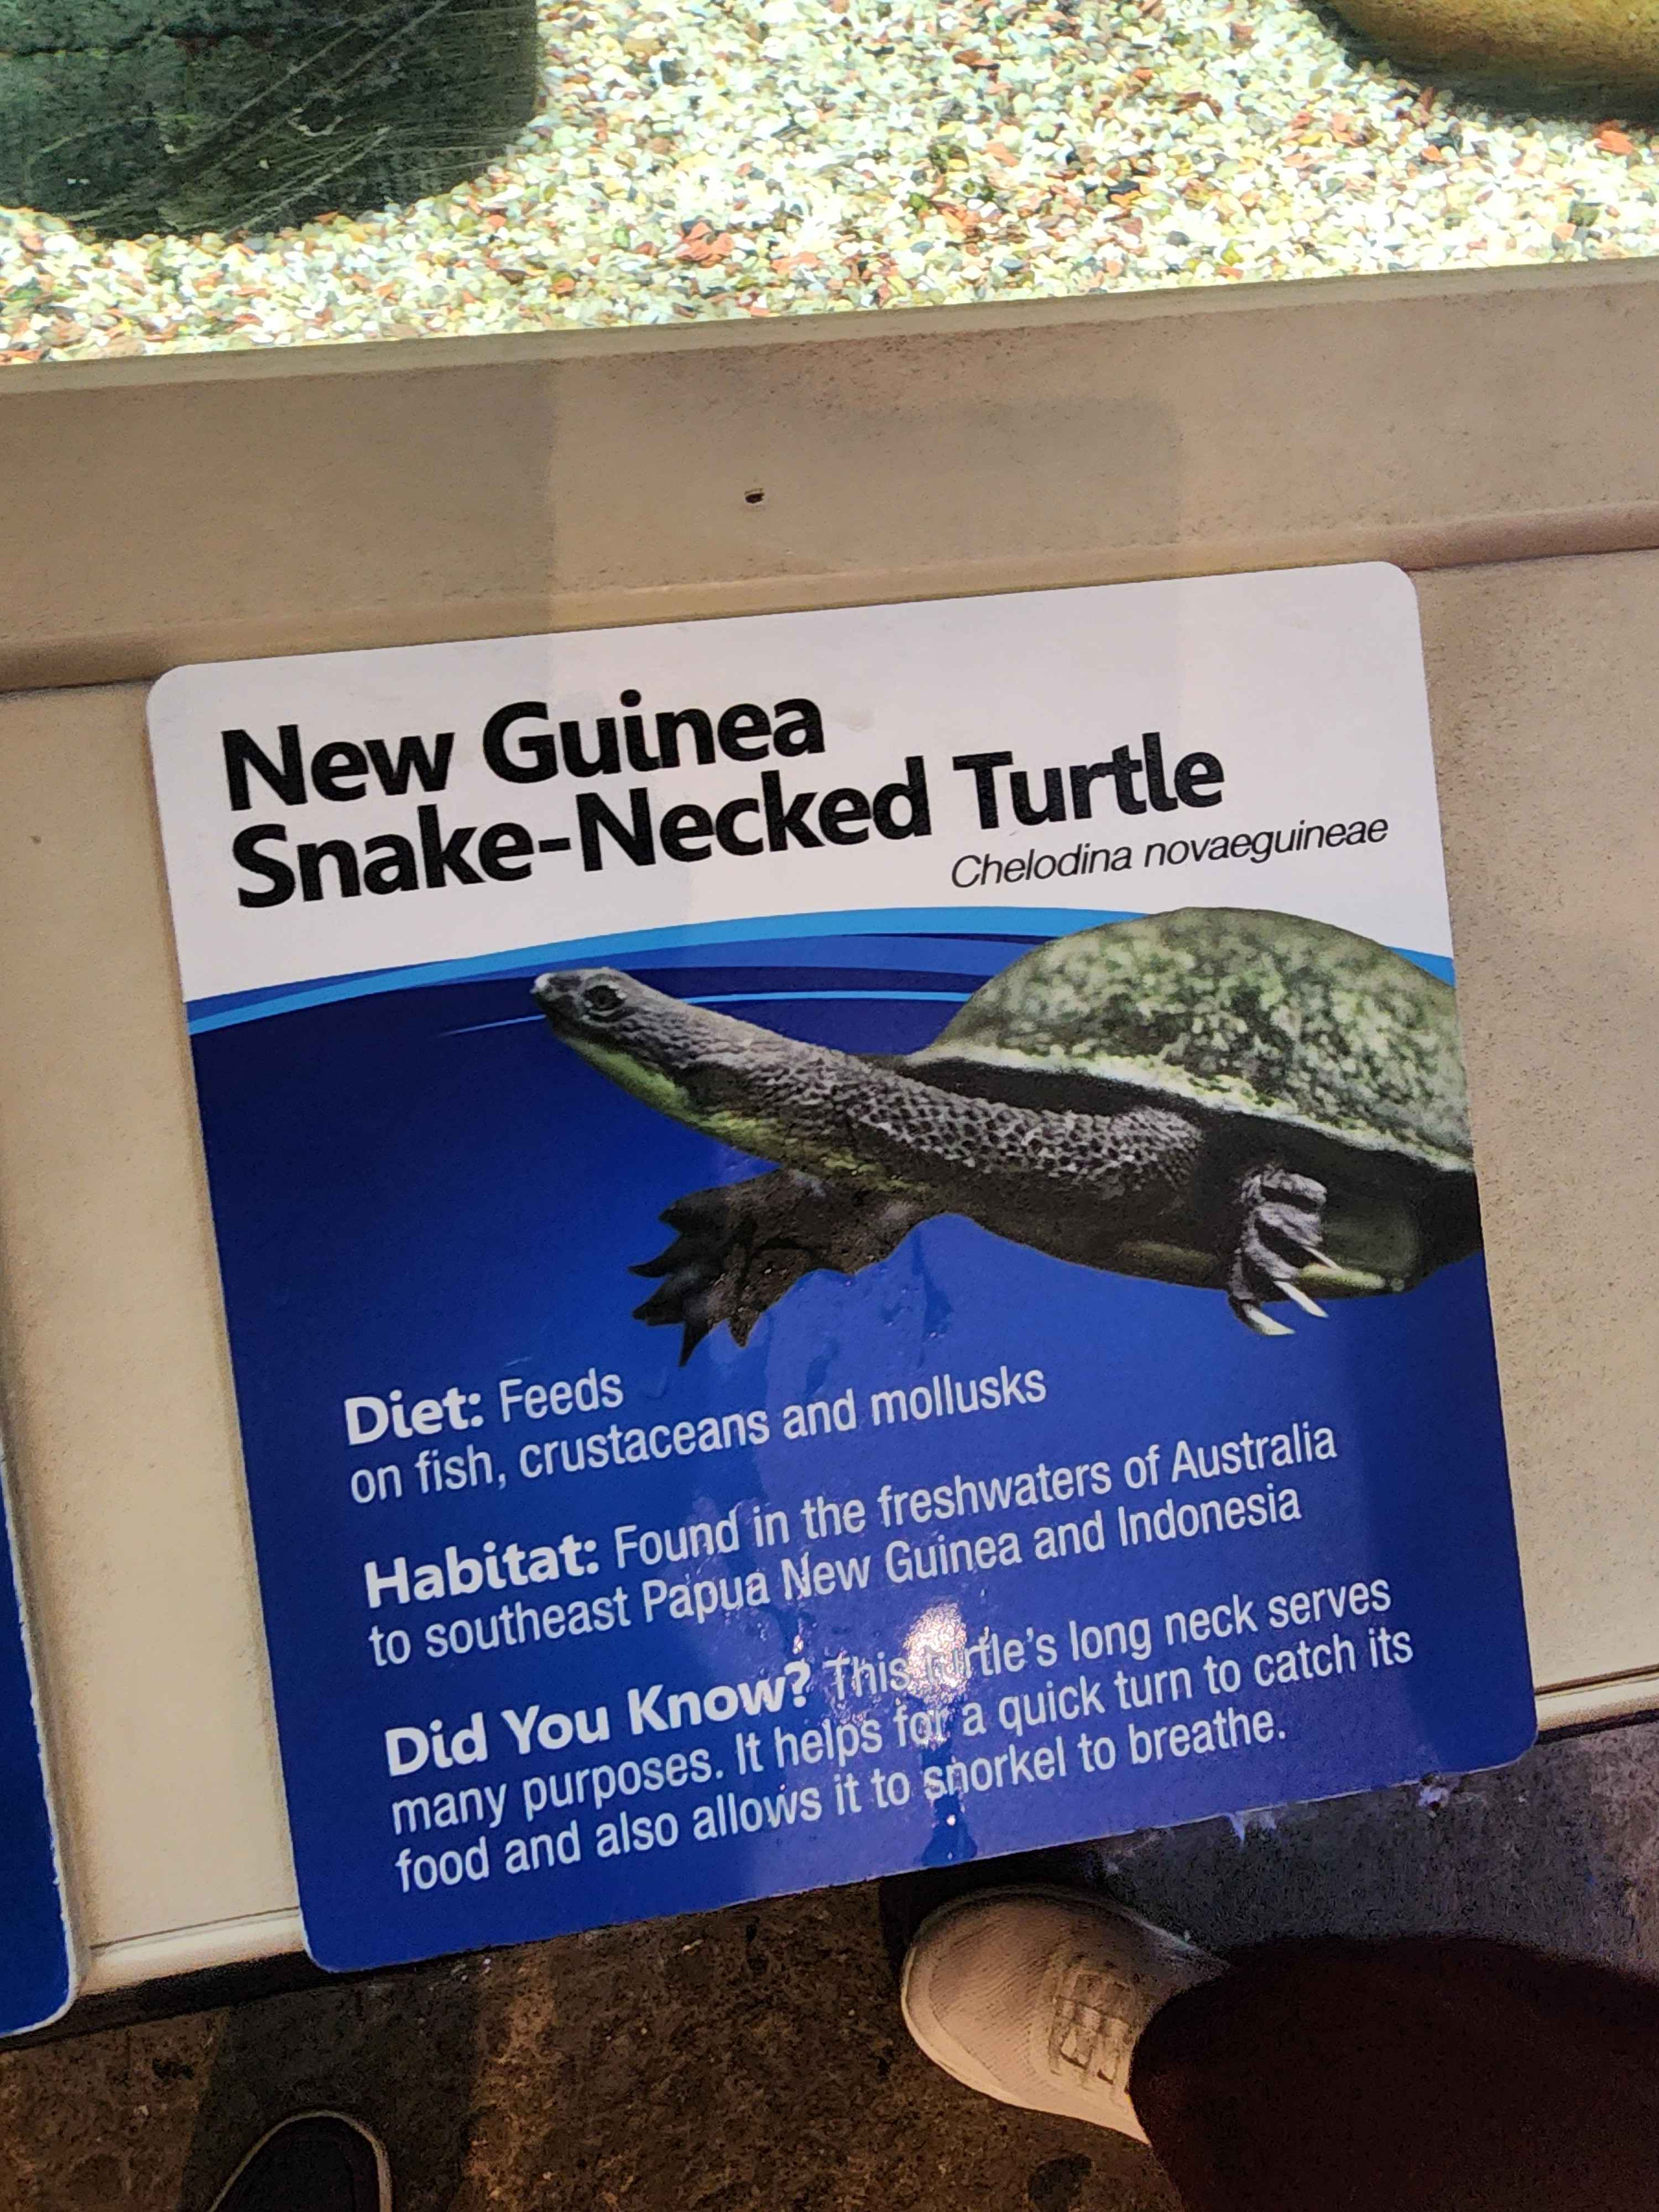 New Guinea
Snake-Necked Turtle
Chelodina novaeguineae
Diet: Feeds
on fish, crustaceans and mollusks
Habitat: Found in the freshwaters of Australia
to southeast Papua New Guinea and Indonesia
Did You Know? This turtle's long neck serves
many purposes. It helps for a quick turn to catch its
food and also allows it to snorkel to breathe.